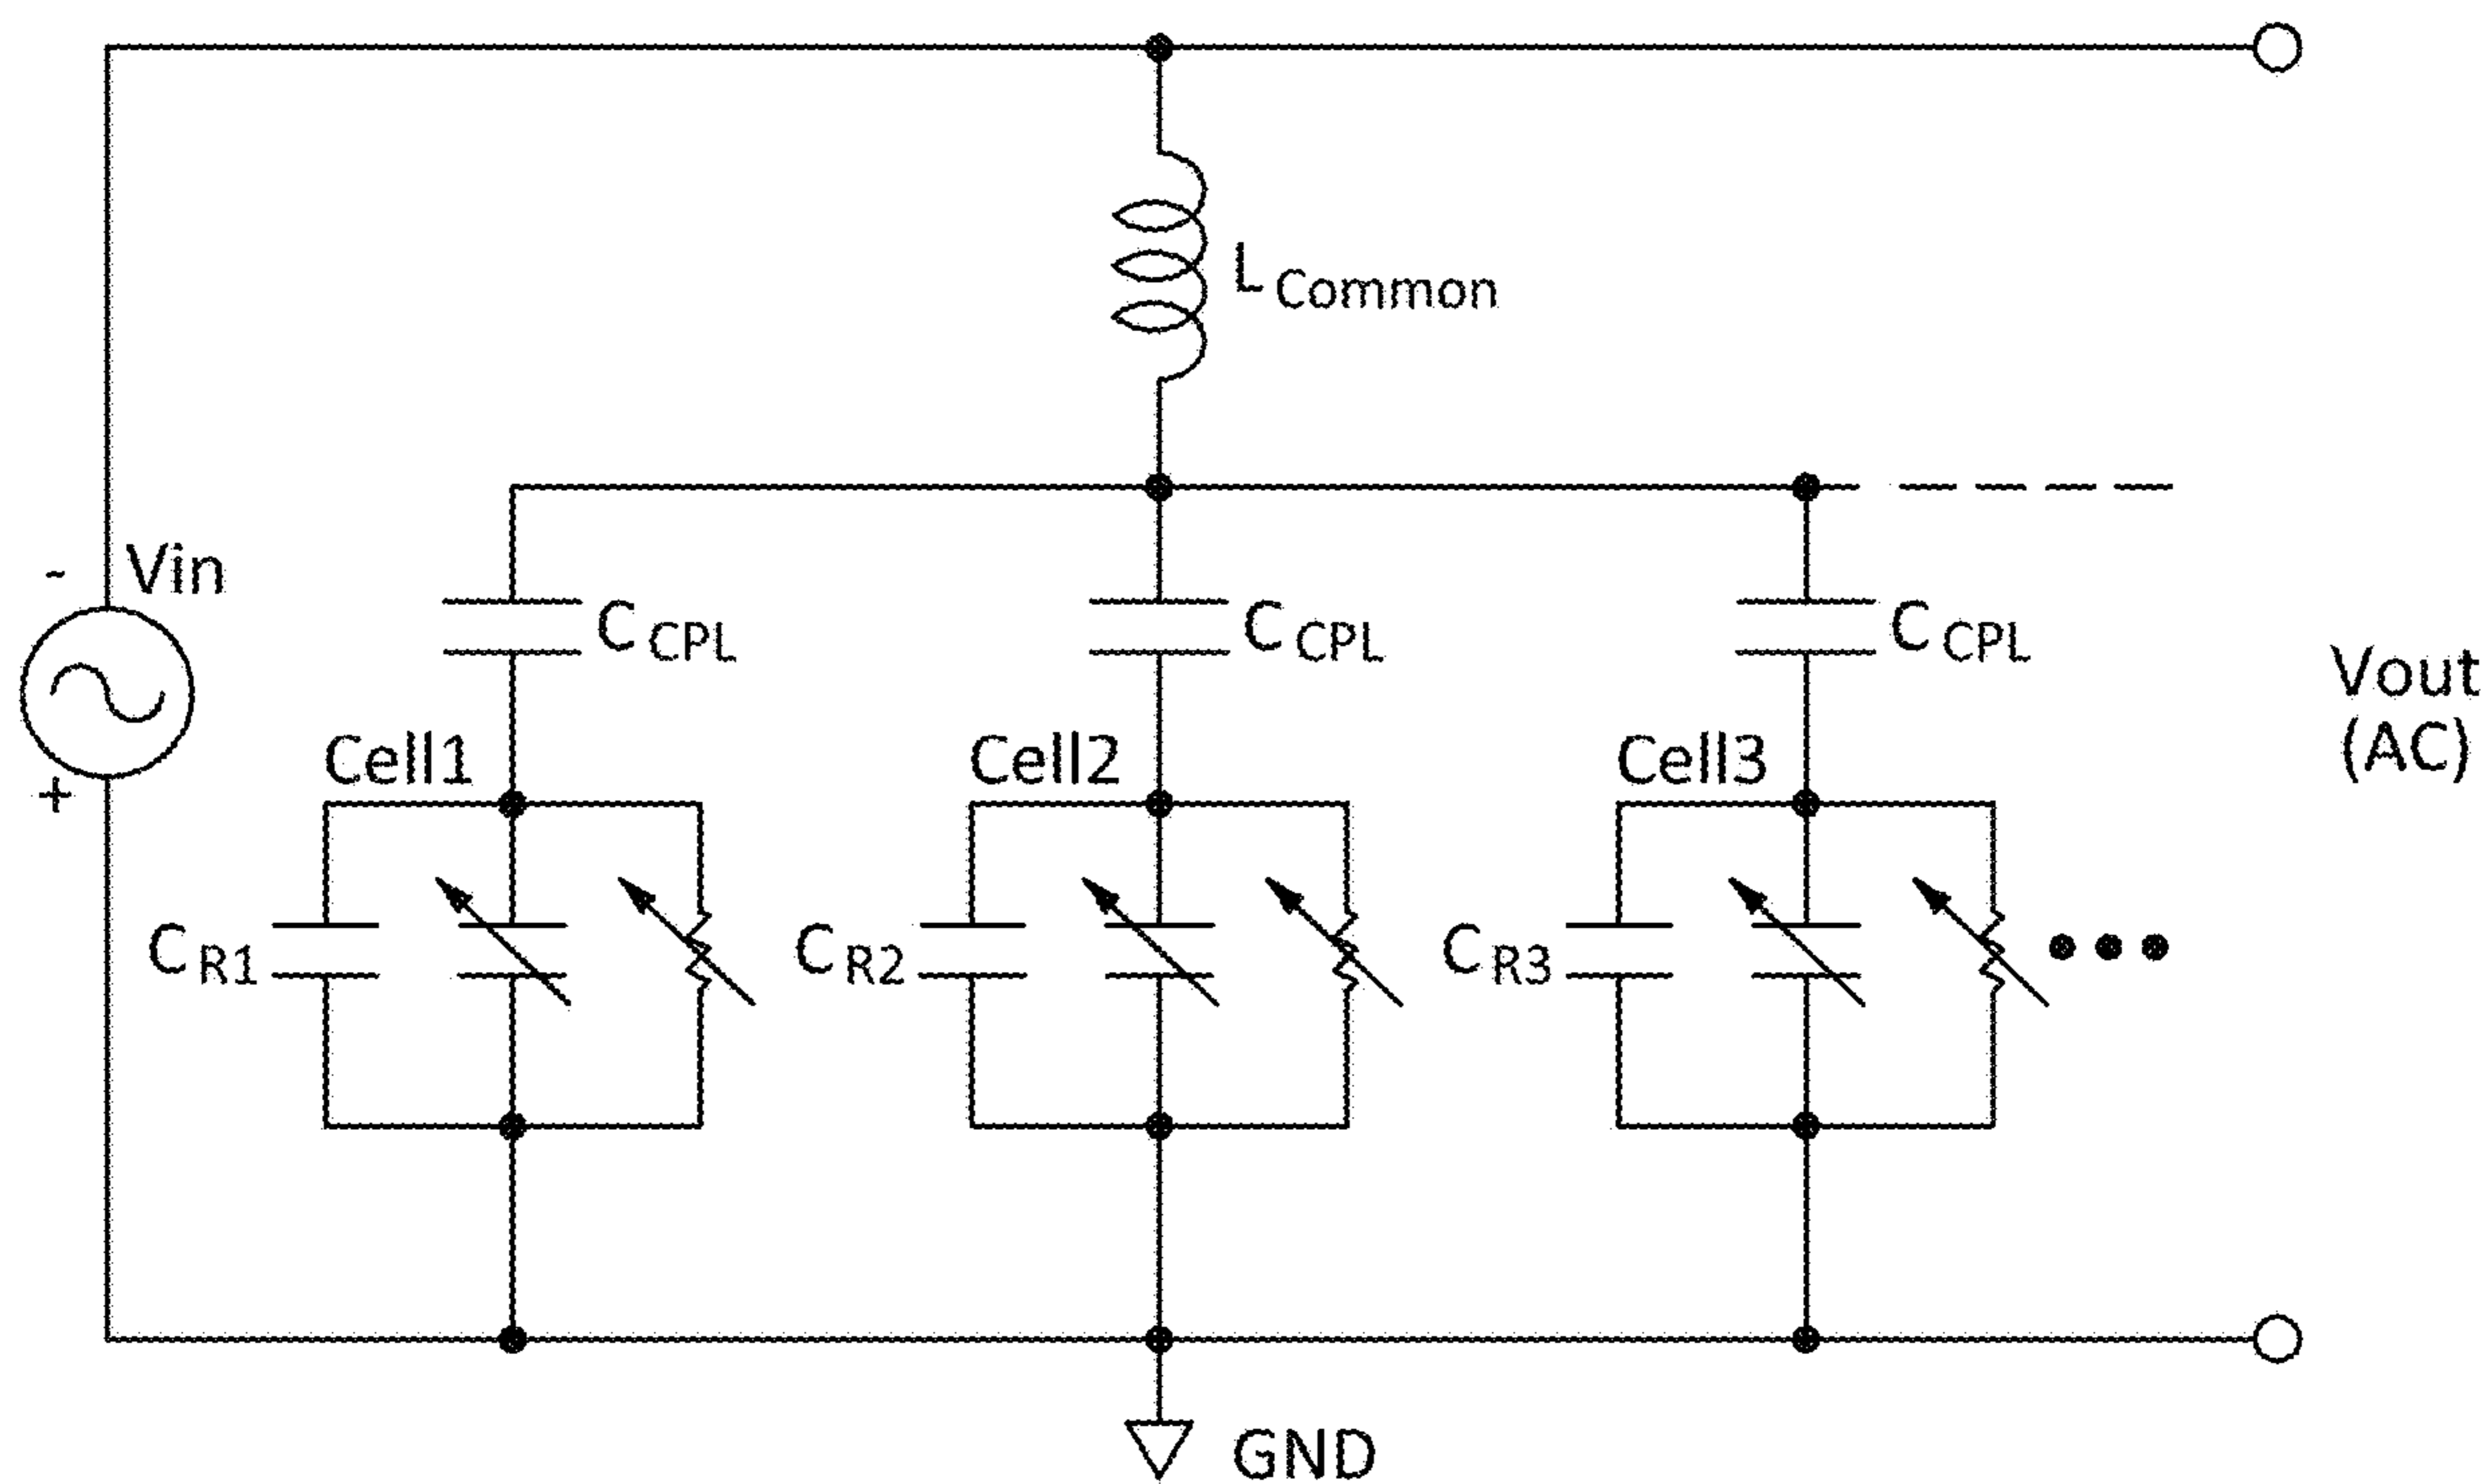 L Common
- Vin
C CPL
C CPL
C CPL
Vout
(AC)
Cell1
Cell2
Cell3
+
C R1
C R2
C R3
GND